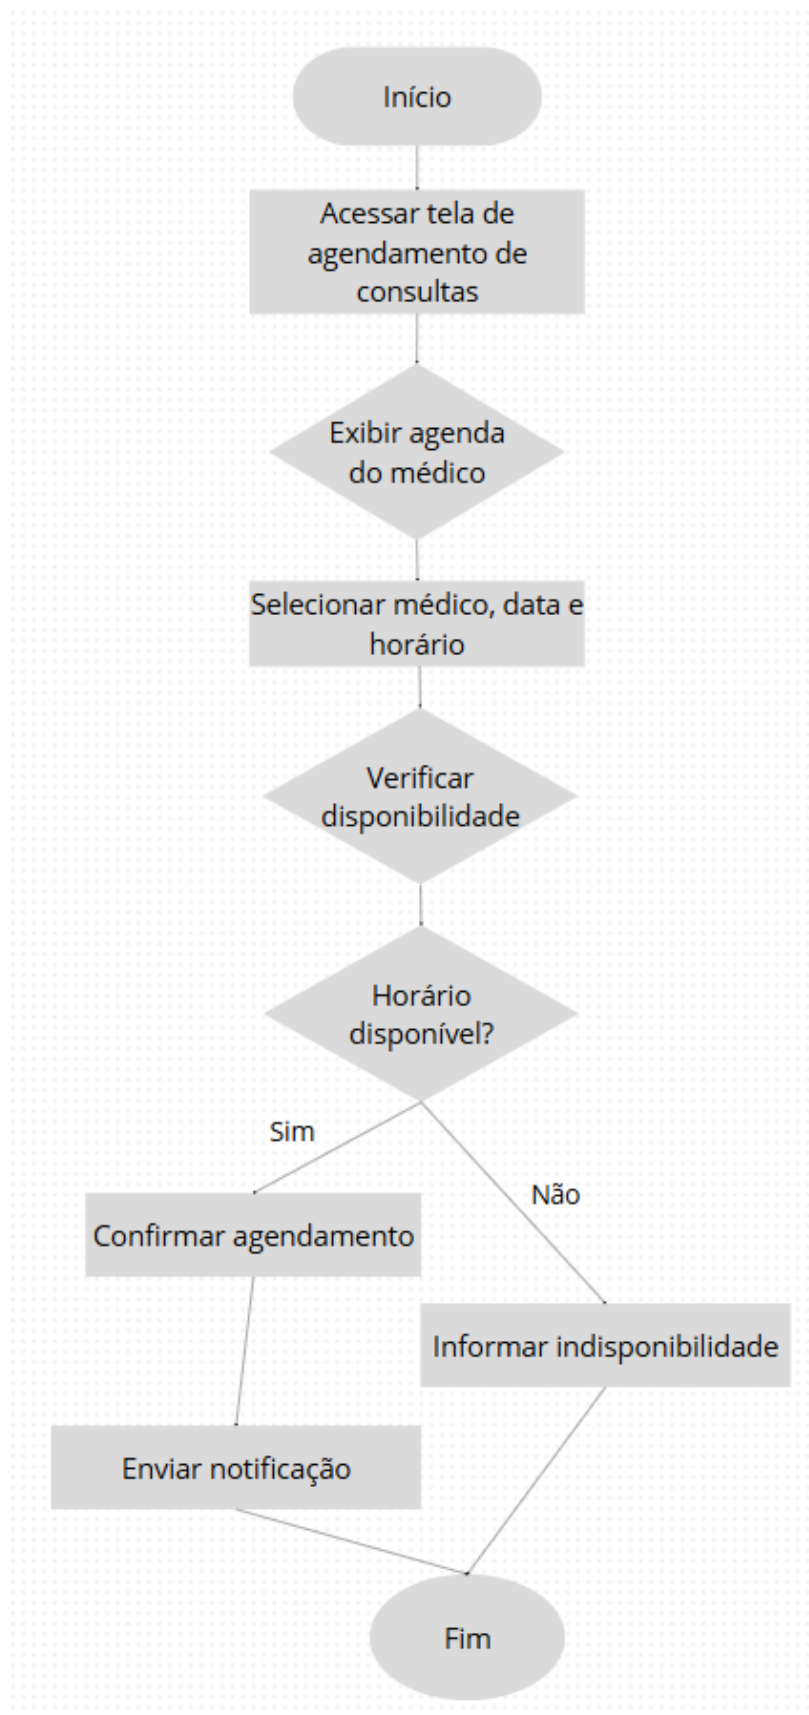 Início
Acessar tela de
agendamento de
consultas
Exibir agenda
do médico
Selecionar médico, data e
horário
Verificar
disponibilidade
Horário
disponível?
Sim
Não
Confirmar agendamento
Informar indisponibilidade
Enviar notificação
Fim